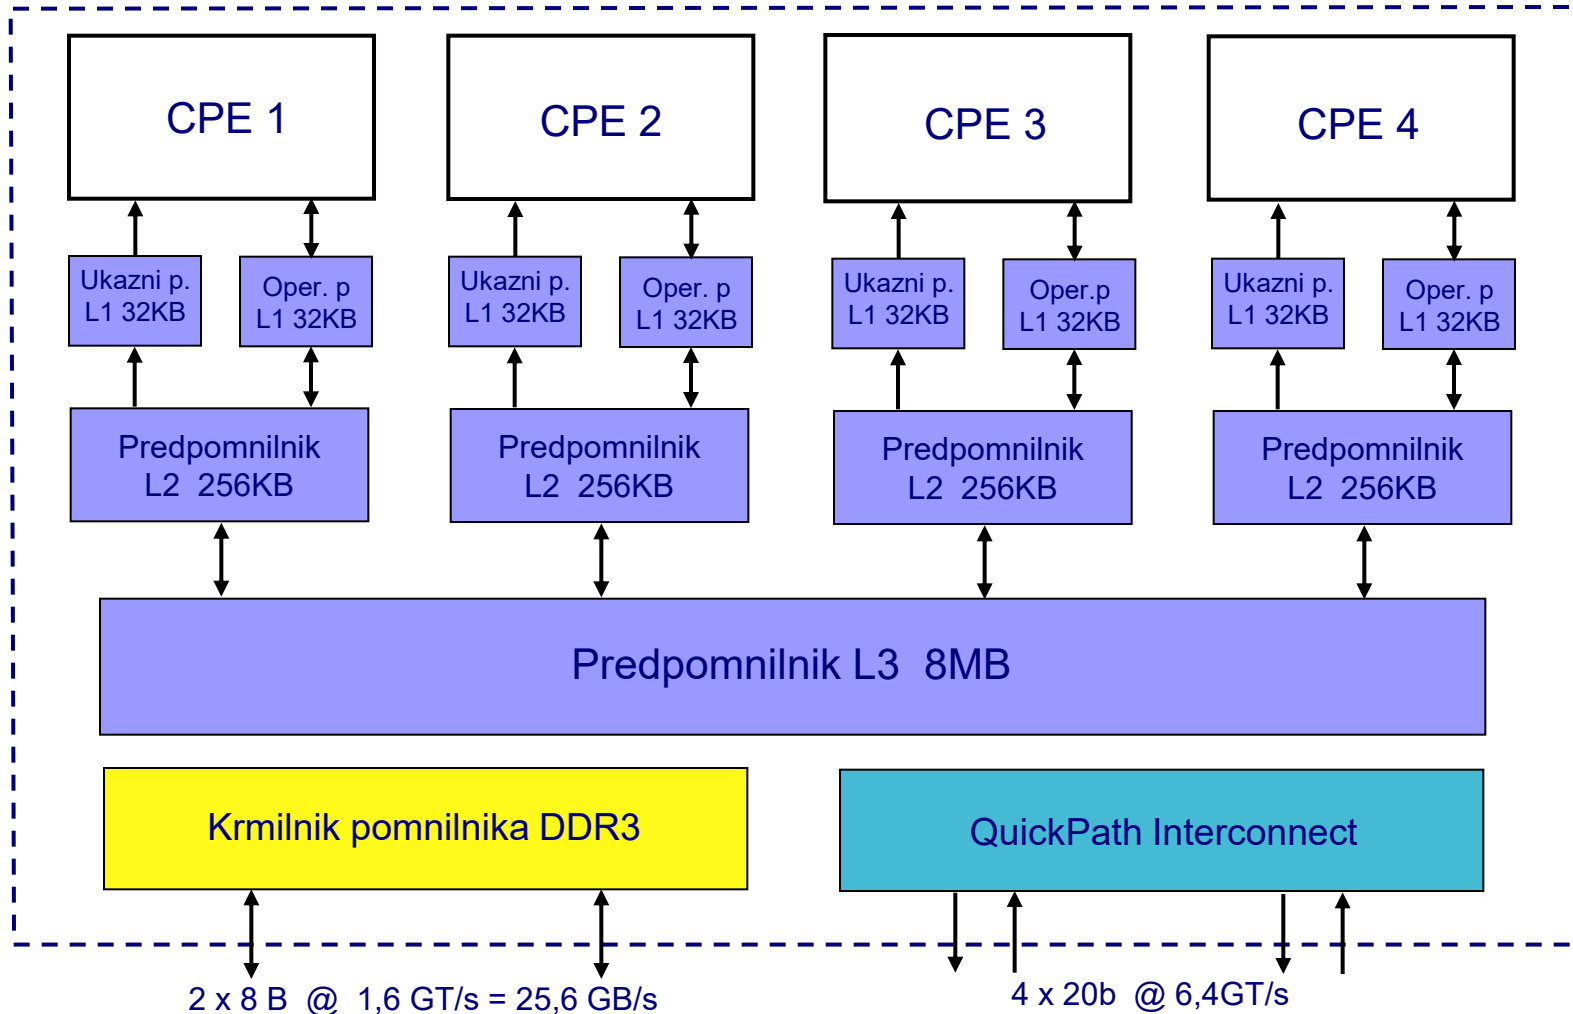 CPE 1
CPE 2
CPE 3
CPE 4
Ukazni p.
L1 32KB
Oper. p
L1 32KB
Ukazni p.
L1 32KB
Oper. p
L1 32KB
Ukazni p.
L1 32KB
Oper.p
L1 32KB
Ukazni p.
L1 32KB
Oper. p
L1 32KB
Predpomnilnik
L2 256KB
Predpomnilnik
L2 256KB
Predpomnilnik
L2 256KB
Predpomnilnik
L2 256KB
Predpomnilnik L3 8MB
Krmilnik pomnilnika DDR3
QuickPath Interconnect
2 x 8 B @ 1,6 GT/s = 25,6 GB/s
4 x 20b @ 6,4GT/s